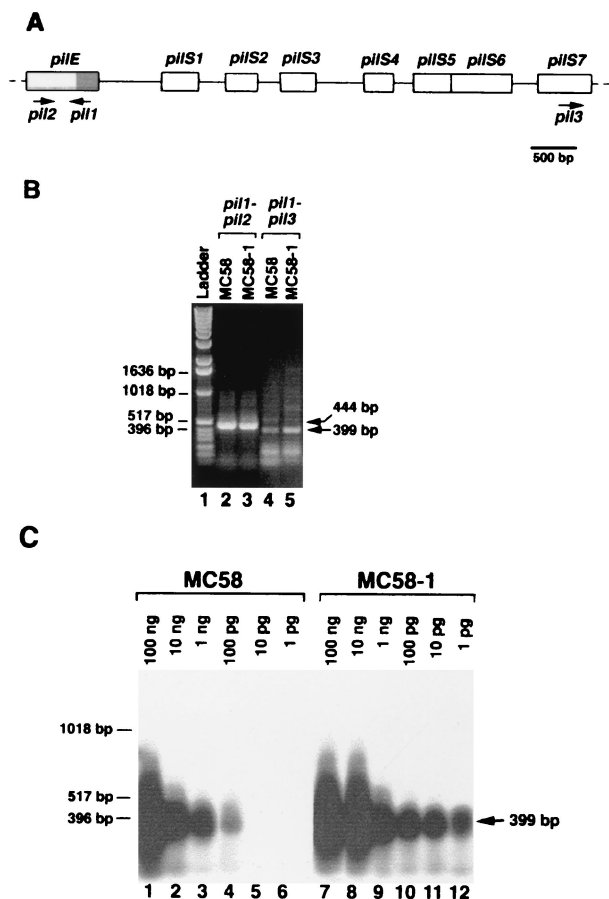 A
pilE pilS1 pilS2 pilS3 pilS4 pilS5 pilS6 pilS7
pil2 pil1 pil3
500 bp
B
pil1- pil1-
pil2 pil3
Ladder MC58 MC58-1 MC58 MC58-1
1636 bp
1018 bp
517 bp
396 bp
444 bp
399 bp
1 2 3 4 5
C
MC58 MC58-1
100 ng 10 ng 1 ng 100 pg 10 pg 1 pg 100 ng 10 ng 1 ng 100 pg 10 pg 1 pg
1018 bp
517 bp
396 bp
399 bp
1 2 3 4 5 6 7 8 9 10 11 12